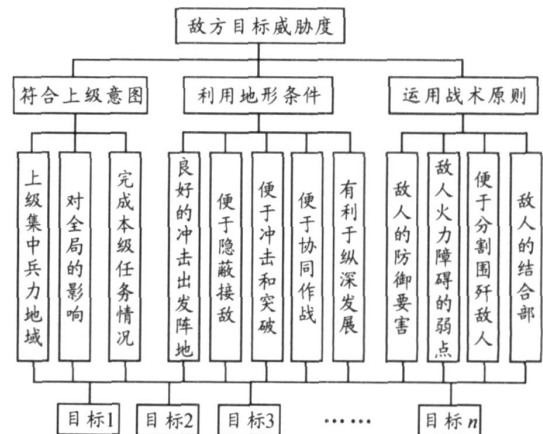 敌方目标威胁度
符合上级意图
利用地形条件
运用战术原则
上级集中兵力地域
对全局的影响
完成本级任务情况
良好的冲击出发阵地
便于隐蔽接敌
便于冲击和突破
便于协同作战
有利于纵深发展
敌人的防御要害
敌人火力障碍的弱点
便于分割围歼敌人
敌人的结合部
目标1
目标2
目标3
……
目标n